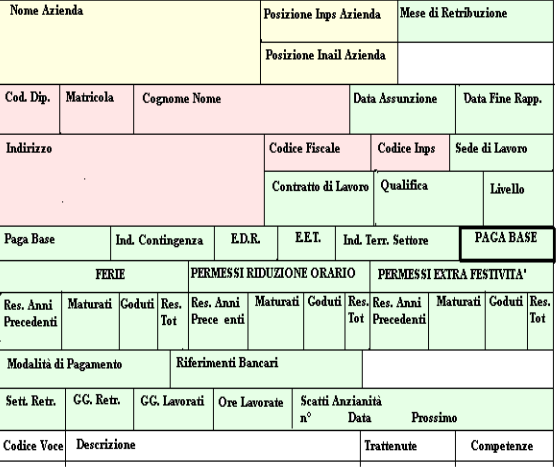 Nome Azienda Posizione Inps Azienda Mese di Retribuzione
Posizione Inail Azienda
Cod. Dip. Matricola Cognome Nome Data Assunzione Data Fine Rapp.
Indirizzo Codice Fiscale Codice Inps Sede di Lavoro
Contratto di Lavoro Qualifica Livello
Paga Base Ind. Contingenza E.D.R. E.E.T. Ind. Terr. Settore PAGA BASE
FERIE PERMESSI RIDUZIONE ORARIO PERMESSI EXTRA FESTIVITA'
Res. Anni Maturati Goduti Res. Res. Anni Maturati Goduti Res. Res. Anni Maturati Goduti Res.
Precedenti Tot Prece enti Tot Precedenti Tot
Modalità di Pagamento Riferimenti Bancari
Sett. Retr. GG. Retr. GG. Lavorati Ore Lavorate Scatti Anzianità
n° Data Prossimo
Codice Voce Descrizione Trattenute Competenze